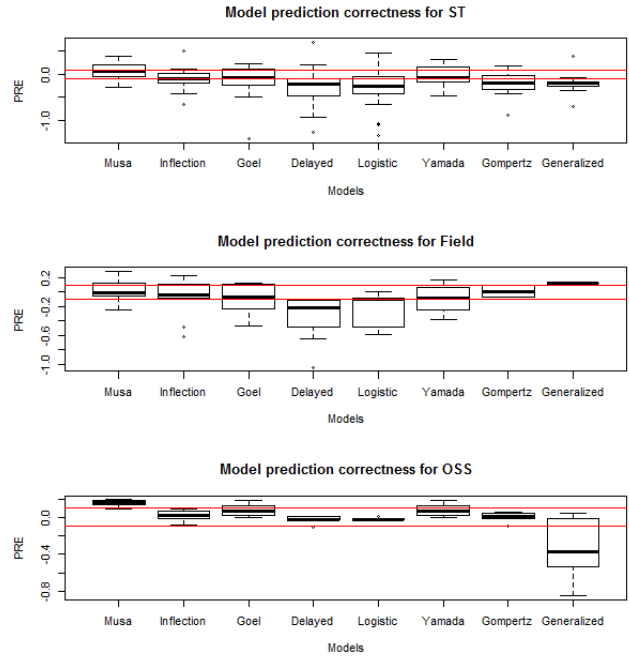 Model prediction correctness for ST
PRE
0.0
-1.0
Musa Inflection Goel Delayed Logistic Yamada Gompertz Generalized
Models
Model prediction correctness for Field
PRE
0.2
-0.2
-0.6
-1.0
Musa Inflection Goel Delayed Logistic Yamada Gompertz Generalized
Models
Model prediction correctness for OSS
PRE
0.0
-0.4
-0.8
Musa Inflection Goel Delayed Logistic Yamada Gompertz Generalized
Models